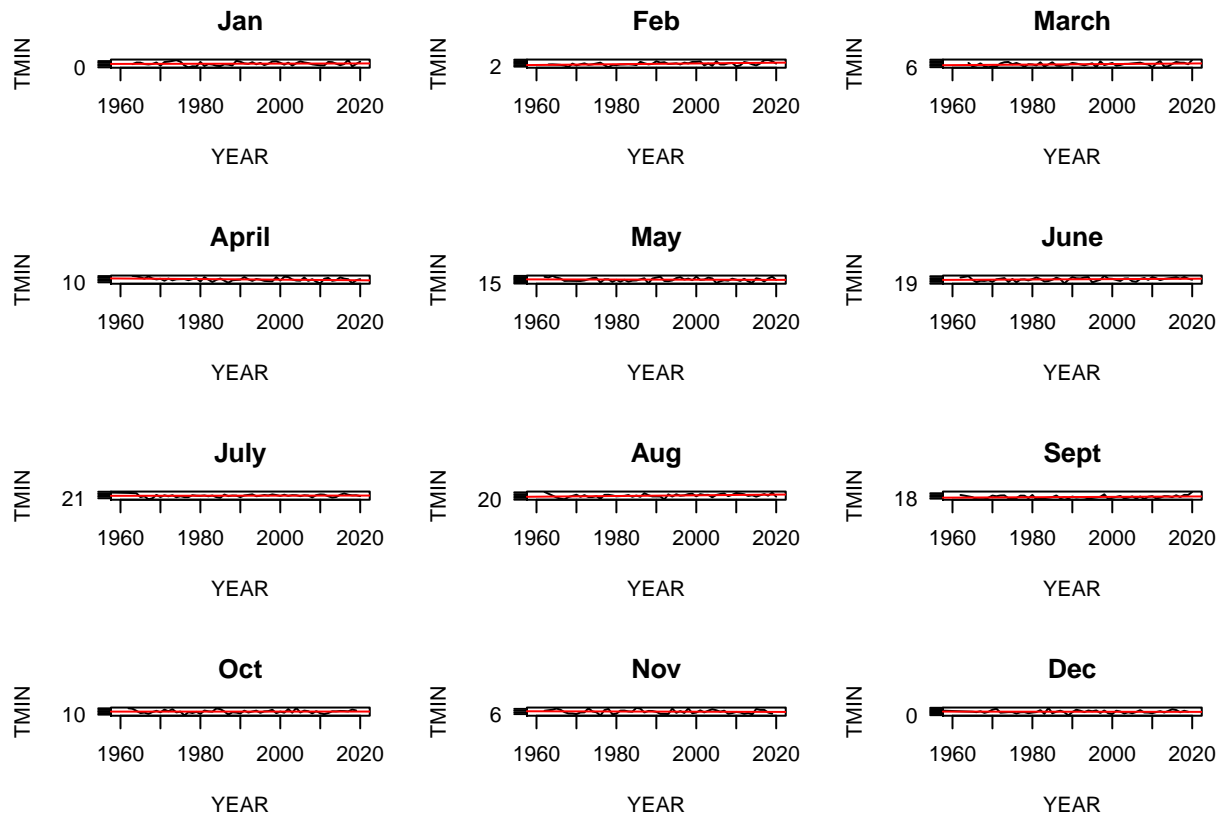 Jan Feb March
TMIN 0 TMIN 2 TMIN 6
1960 1980 2000 2020 1960 1980 2000 2020 1960 1980 2000 2020
YEAR YEAR YEAR
April May June
TMIN 10 TMIN 15 TMIN 19
1960 1980 2000 2020 1960 1980 2000 2020 1960 1980 2000 2020
YEAR YEAR YEAR
July Aug Sept
TMIN 21 TMIN 20 TMIN 18
1960 1980 2000 2020 1960 1980 2000 2020 1960 1980 2000 2020
YEAR YEAR YEAR
Oct Nov Dec
TMIN 10 TMIN 6 TMIN 0
1960 1980 2000 2020 1960 1980 2000 2020 1960 1980 2000 2020
YEAR YEAR YEAR